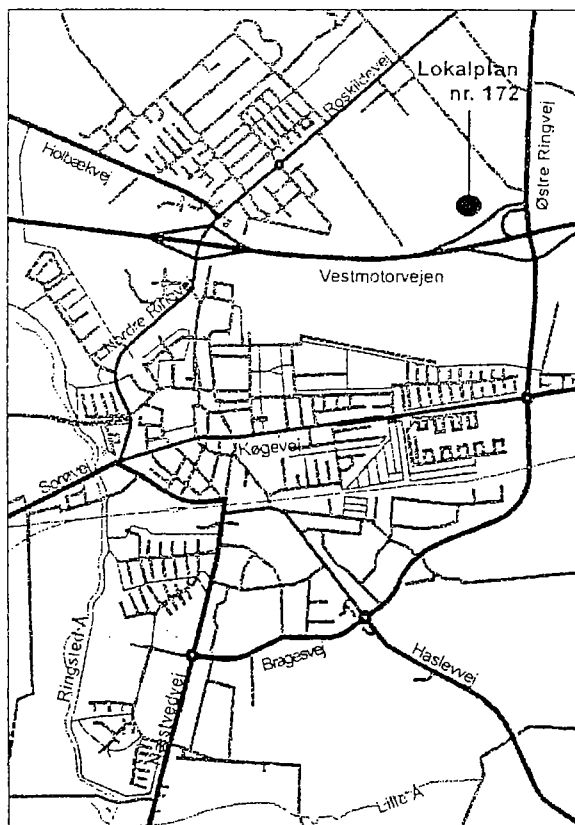 Roskildevej
Lokalplan
nr. 172
Holbækvej
Østre Ringvej
Vestmotorvejen
Nordre Ringvej
Køgevej
Sorøvej
Ringsted Å
Bragesvej
Haslevvej
Næstvedvej
Lille Å